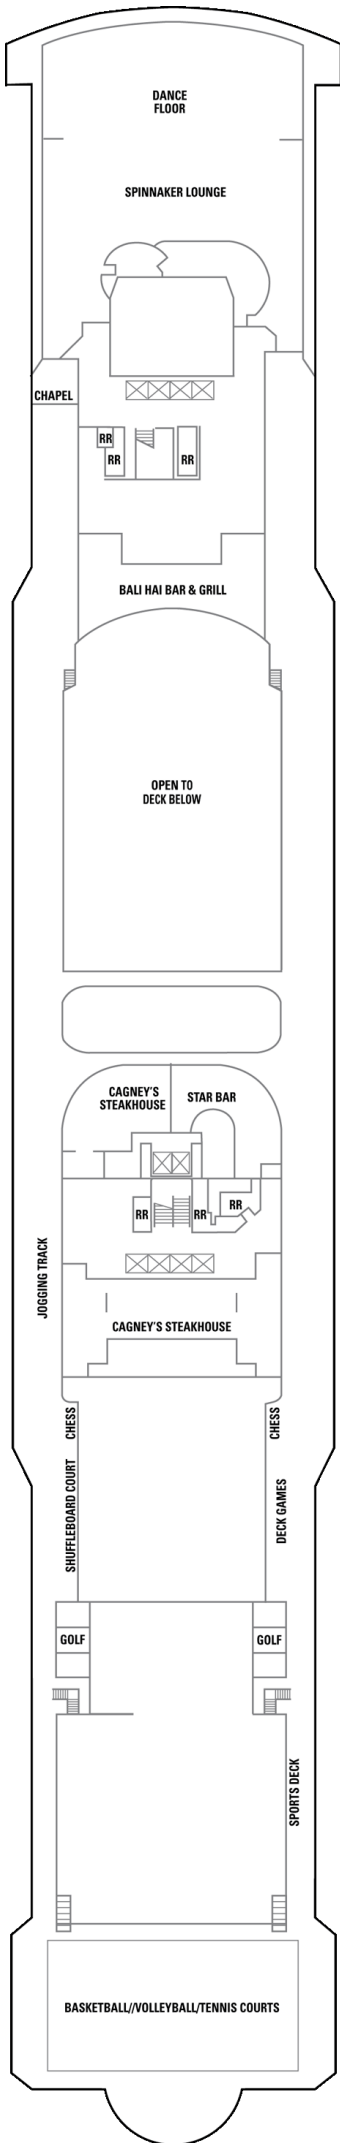 DANCE
FLOOR
SPINNAKER LOUNGE
CHAPEL
RR
RR
RR
BALI HAI BAR & GRILL
OPEN TO
DECK BELOW
CAGNEY'S
STEAKHOUSE
STAR BAR
RR
RR
RR
JOGGING TRACK
CAGNEY'S STEAKHOUSE
CHESS
CHESS
SHUFFLEBOARD COURT
DECK GAMES
GOLF
GOLF
SPORTS DECK
BASKETBALL//VOLLEYBALL/TENNIS COURTS